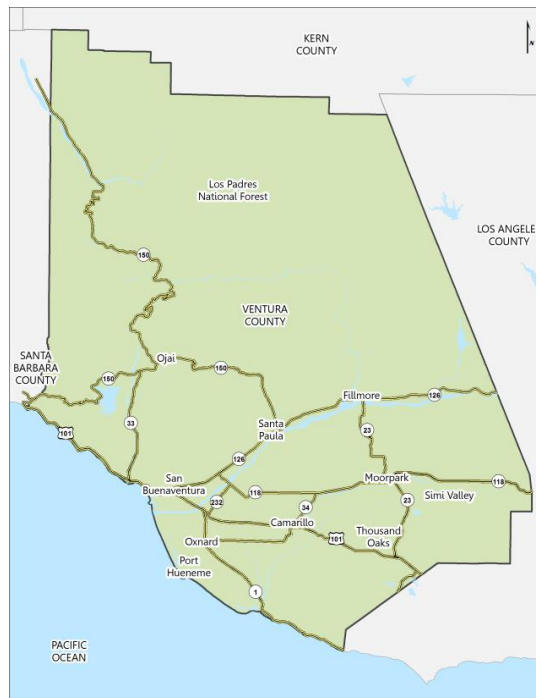 KERN
COUNTY
N
Los Padres
National Forest
LOS ANGELE
COUNTY
150
VENTURA
COUNTY
SANTA
BARBARA
COUNTY
Ojai
150
150
Fillmore
126
101
33
Santa
Paula
23
126
San
Buenaventura
Moorpark
118
118
232
34
Simi Valley
23
Camarillo
101
Thousand
Oaks
Oxnard
Port
Hueneme
1
PACIFIC
OCEAN